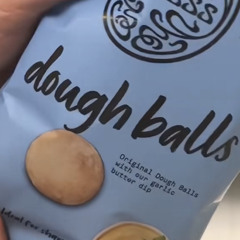 dough balls
Original Dough Balls
with our garlic
butter dip